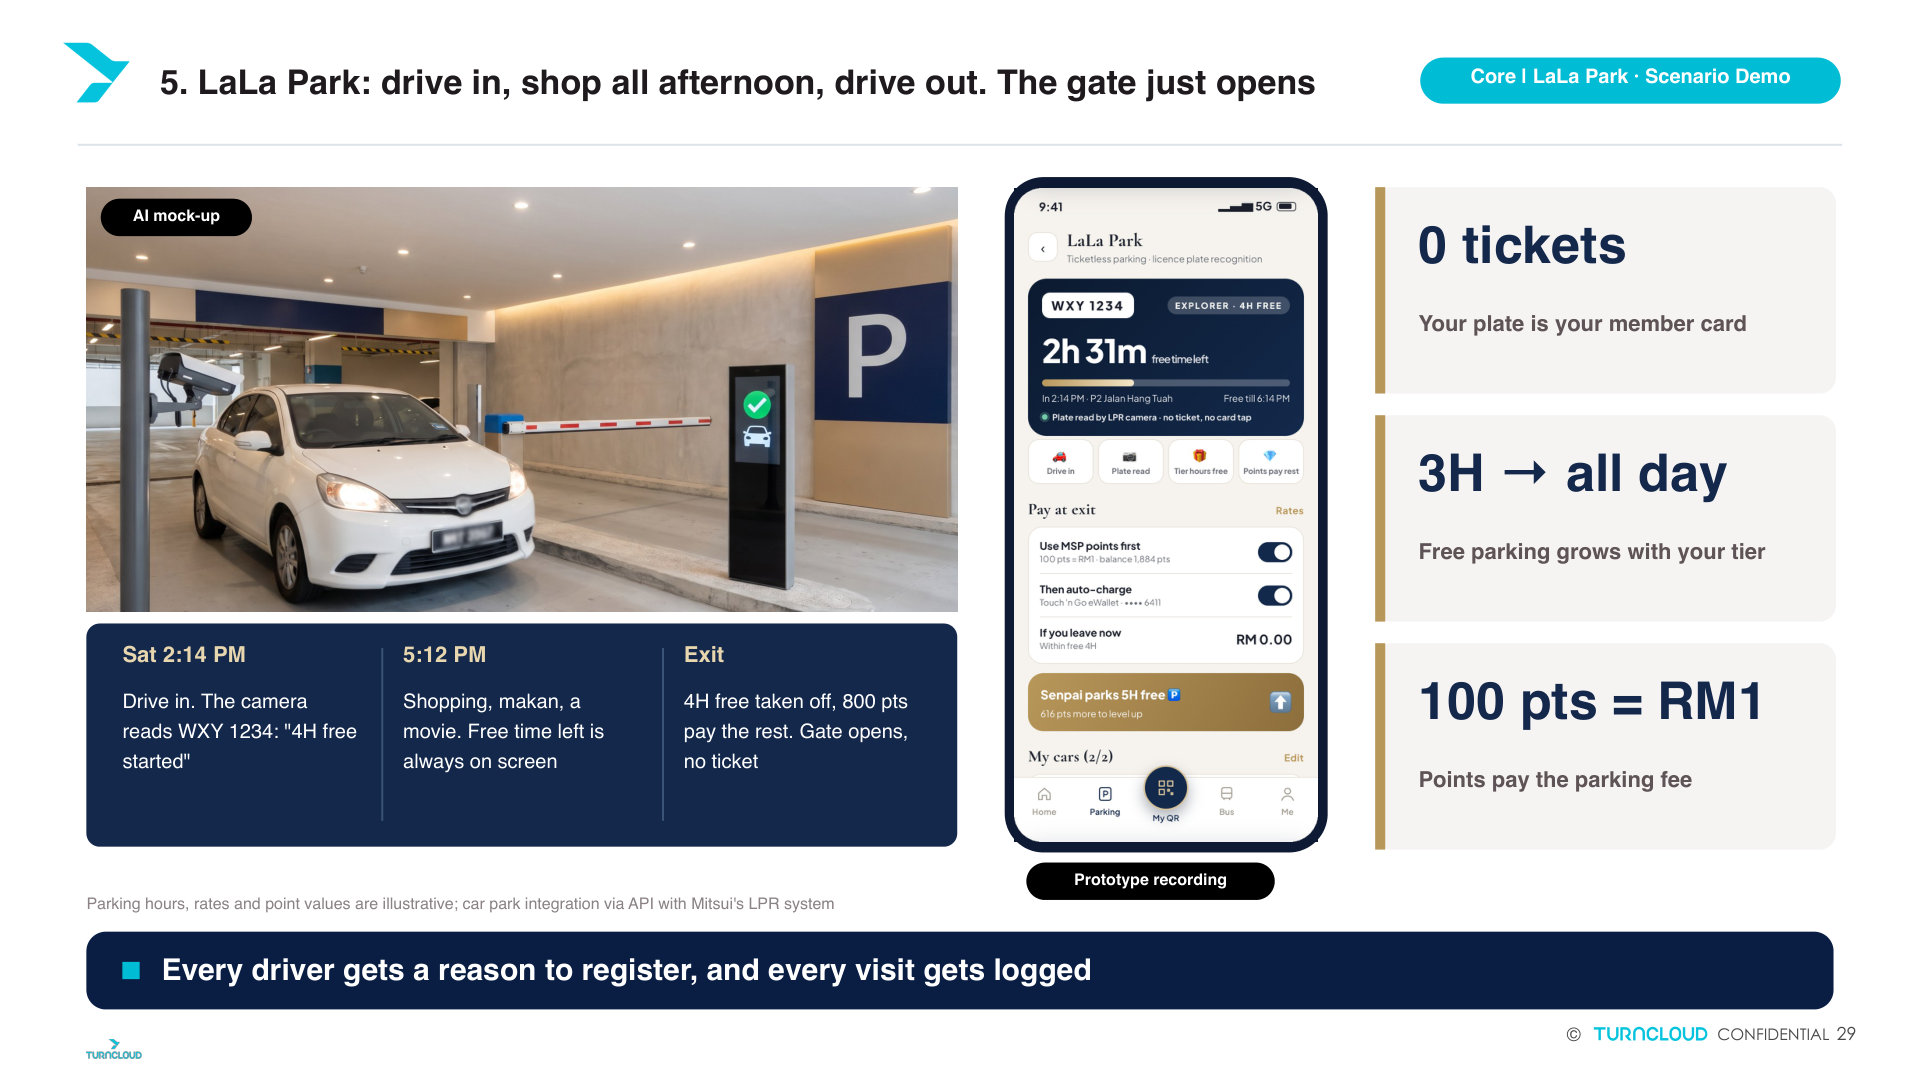 5. LaLa Park: drive in, shop all afternoon, drive out. The gate just opens
Core | LaLa Park · Scenario Demo
AI mock-up
P
Sat 2:14 PM
Drive in. The camera
reads WXY 1234: "4H free
started"
5:12 PM
Shopping, makan, a
movie. Free time left is
always on screen
Exit
4H free taken off, 800 pts
pay the rest. Gate opens,
no ticket
9:41
5G
LaLa Park
Ticketless parking · licence plate recognition
WXY 1234
EXPLORER · 4H FREE
2h 31m free time left
In 2:14 PM · P2 Jalan Hang Tuah
Free till 6:14 PM
Plate read by LPR camera · no ticket, no card tap
Drive in
Plate read
Tier hours free
Points pay rest
Pay at exit
Rates
Use MSP points first
100 pts = RM1 · balance 1,884 pts
Then auto-charge
Touch 'n Go eWallet · •••• 6411
If you leave now
Within free 4H
RM 0.00
Senpai parks 5H free P
616 pts more to level up
My cars (2/2)
Edit
Home
Parking
My QR
Bus
Me
Prototype recording
0 tickets
Your plate is your member card
3H → all day
Free parking grows with your tier
100 pts = RM1
Points pay the parking fee
Parking hours, rates and point values are illustrative; car park integration via API with Mitsui's LPR system
Every driver gets a reason to register, and every visit gets logged
TURNCLOUD
© TURNCLOUD CONFIDENTIAL 29